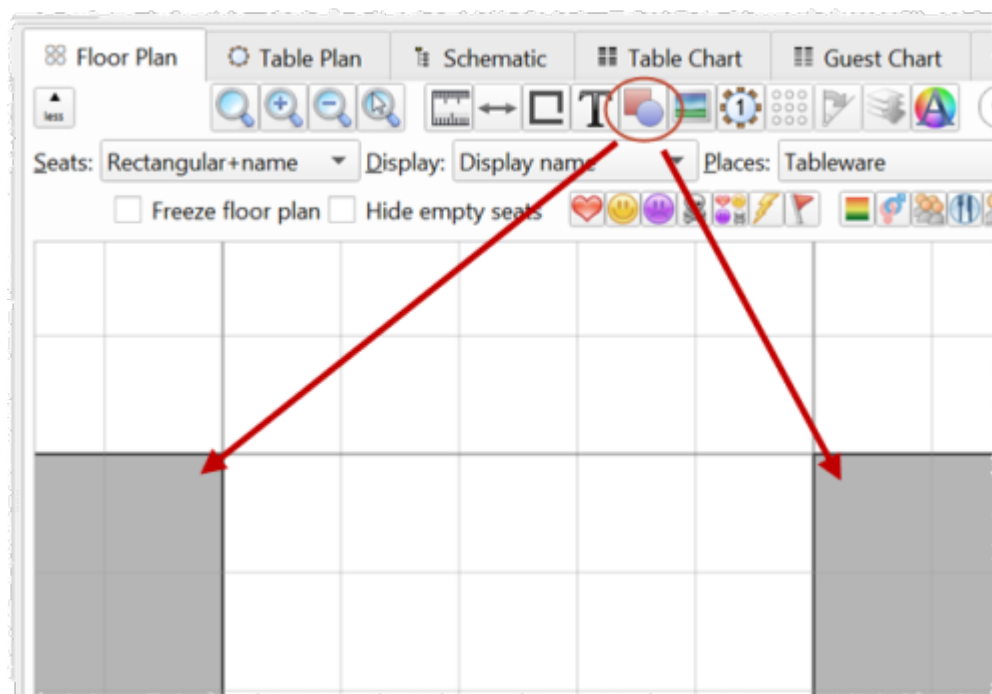 Floor Plan Table Plan Schematic Table Chart Guest Chart
less T 1 A
Seats: Rectangular+name Display: Display name Places: Tableware
Freeze floor plan Hide empty seats